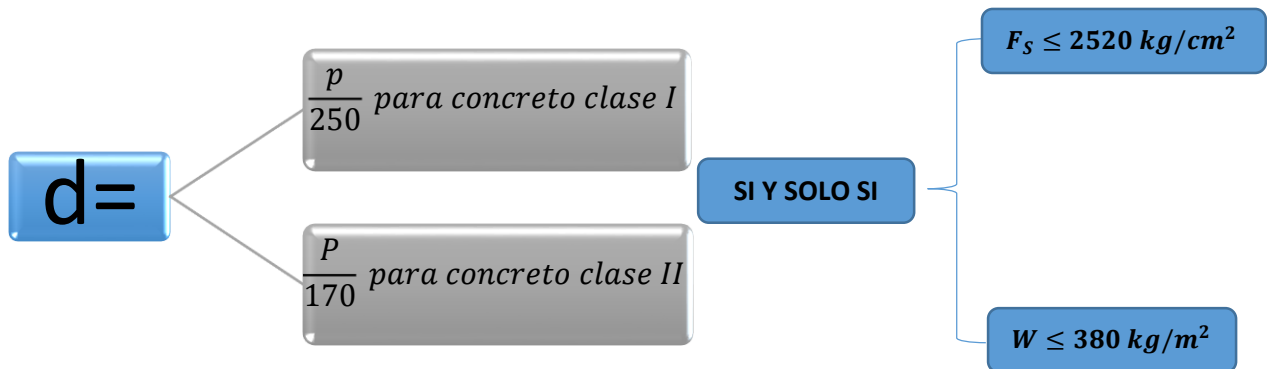 d=
p/250 para concreto clase I
P/170 para concreto clase II
SI Y SOLO SI
F_S ≤ 2520 kg/cm²
W ≤ 380 kg/m²